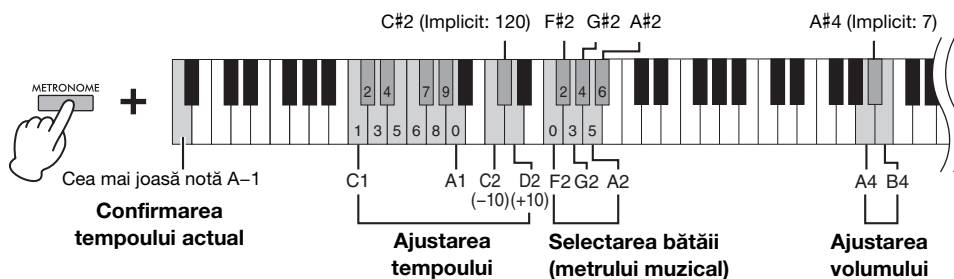 C#2 (Implicit: 120) F#2 G#2 A#2 A#4 (Implicit: 7)
METRONOME
+
2 4 7 9 2 4 6
1 3 5 6 8 0 0 3 5
Cea mai joasă notă A–1 C1 A1 C2 D2 F2 G2 A2 A4 B4
(–10) (+10)
Confirmarea
tempoului actual
Ajustarea
tempoului
Selectarea bătăii
(metrului muzical)
Ajustarea
volumului